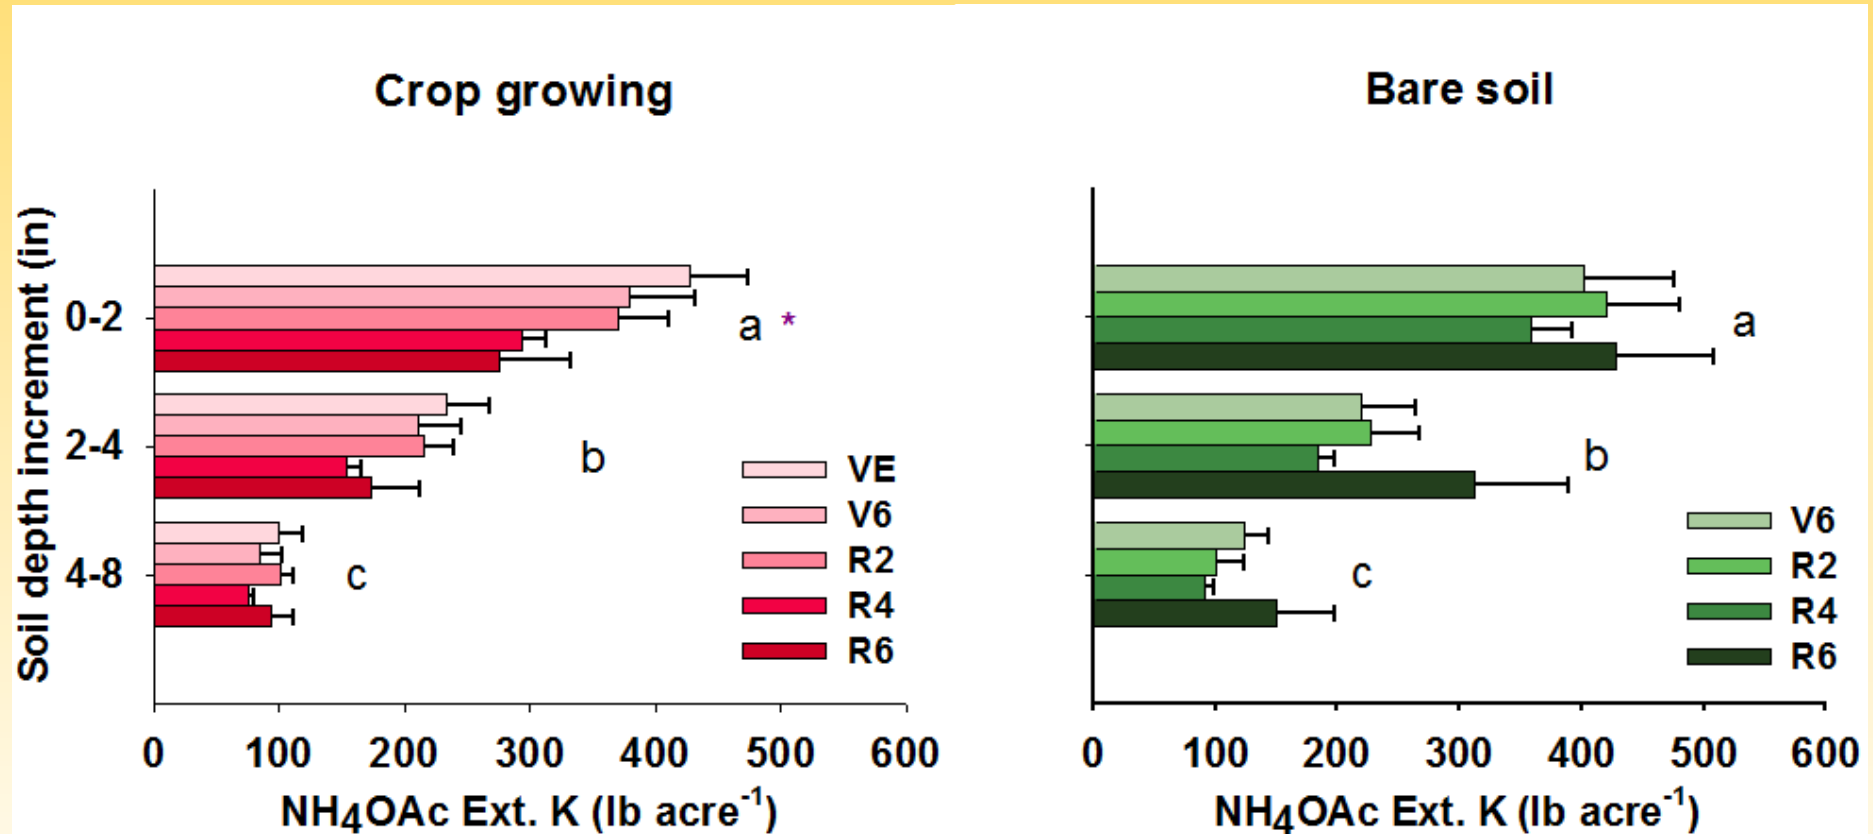 Crop growing
Soil depth increment (in)
0-2
2-4
4-8
a *
b
c
VE
V6
R2
R4
R6
0 100 200 300 400 500 600
NH4OAc Ext. K (lb acre-1)
Bare soil
a
b
c
V6
R2
R4
R6
0 100 200 300 400 500 600
NH4OAc Ext. K (lb acre-1)